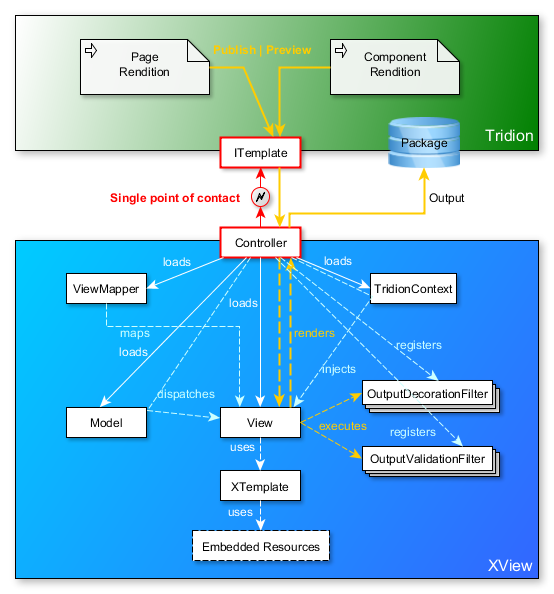 Publish | Preview
Page
Rendition
Component
Rendition
Tridion
Package
ITemplate
Single point of contact
Output
Controller
loads
loads
ViewMapper
loads
TridionContext
maps
renders
loads
registers
injects
dispatches
OutputDecorationFilter
Model
View
executes
registers
uses
OutputValidationFilter
XTemplate
uses
Embedded Resources
XView